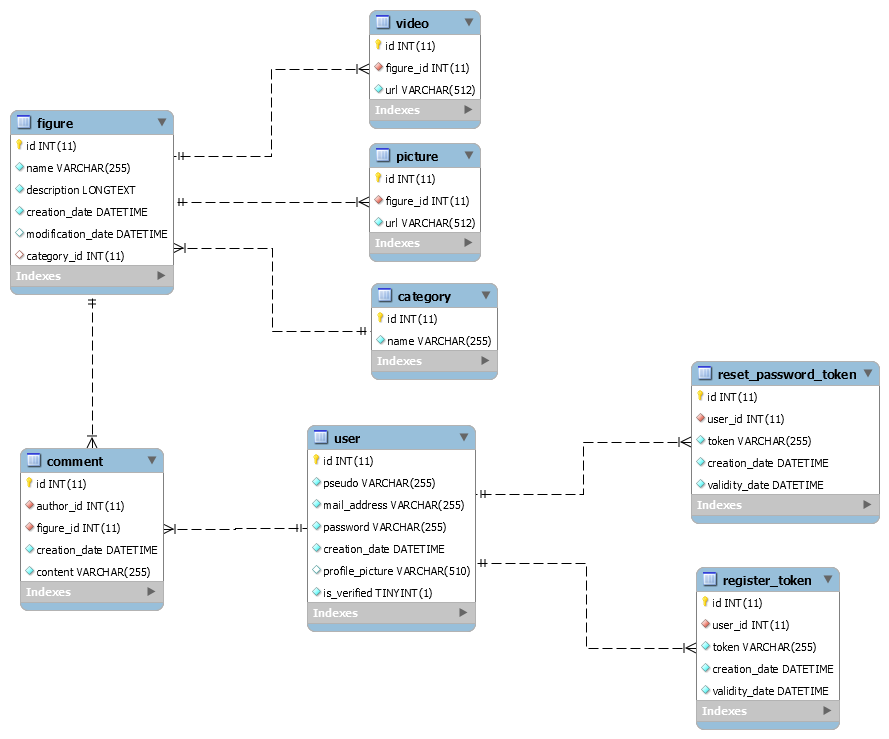 video
id INT(11)
figure_id INT(11)
url VARCHAR(512)
Indexes
figure
id INT(11)
name VARCHAR(255)
description LONGTEXT
creation_date DATETIME
modification_date DATETIME
category_id INT(11)
Indexes
picture
id INT(11)
figure_id INT(11)
url VARCHAR(512)
Indexes
category
id INT(11)
name VARCHAR(255)
Indexes
reset_password_token
id INT(11)
user_id INT(11)
token VARCHAR(255)
creation_date DATETIME
validity_date DATETIME
Indexes
user
id INT(11)
pseudo VARCHAR(255)
mail_address VARCHAR(255)
password VARCHAR(255)
creation_date DATETIME
profile_picture VARCHAR(510)
is_verified TINYINT(1)
Indexes
comment
id INT(11)
author_id INT(11)
figure_id INT(11)
creation_date DATETIME
content VARCHAR(255)
Indexes
register_token
id INT(11)
user_id INT(11)
token VARCHAR(255)
creation_date DATETIME
validity_date DATETIME
Indexes